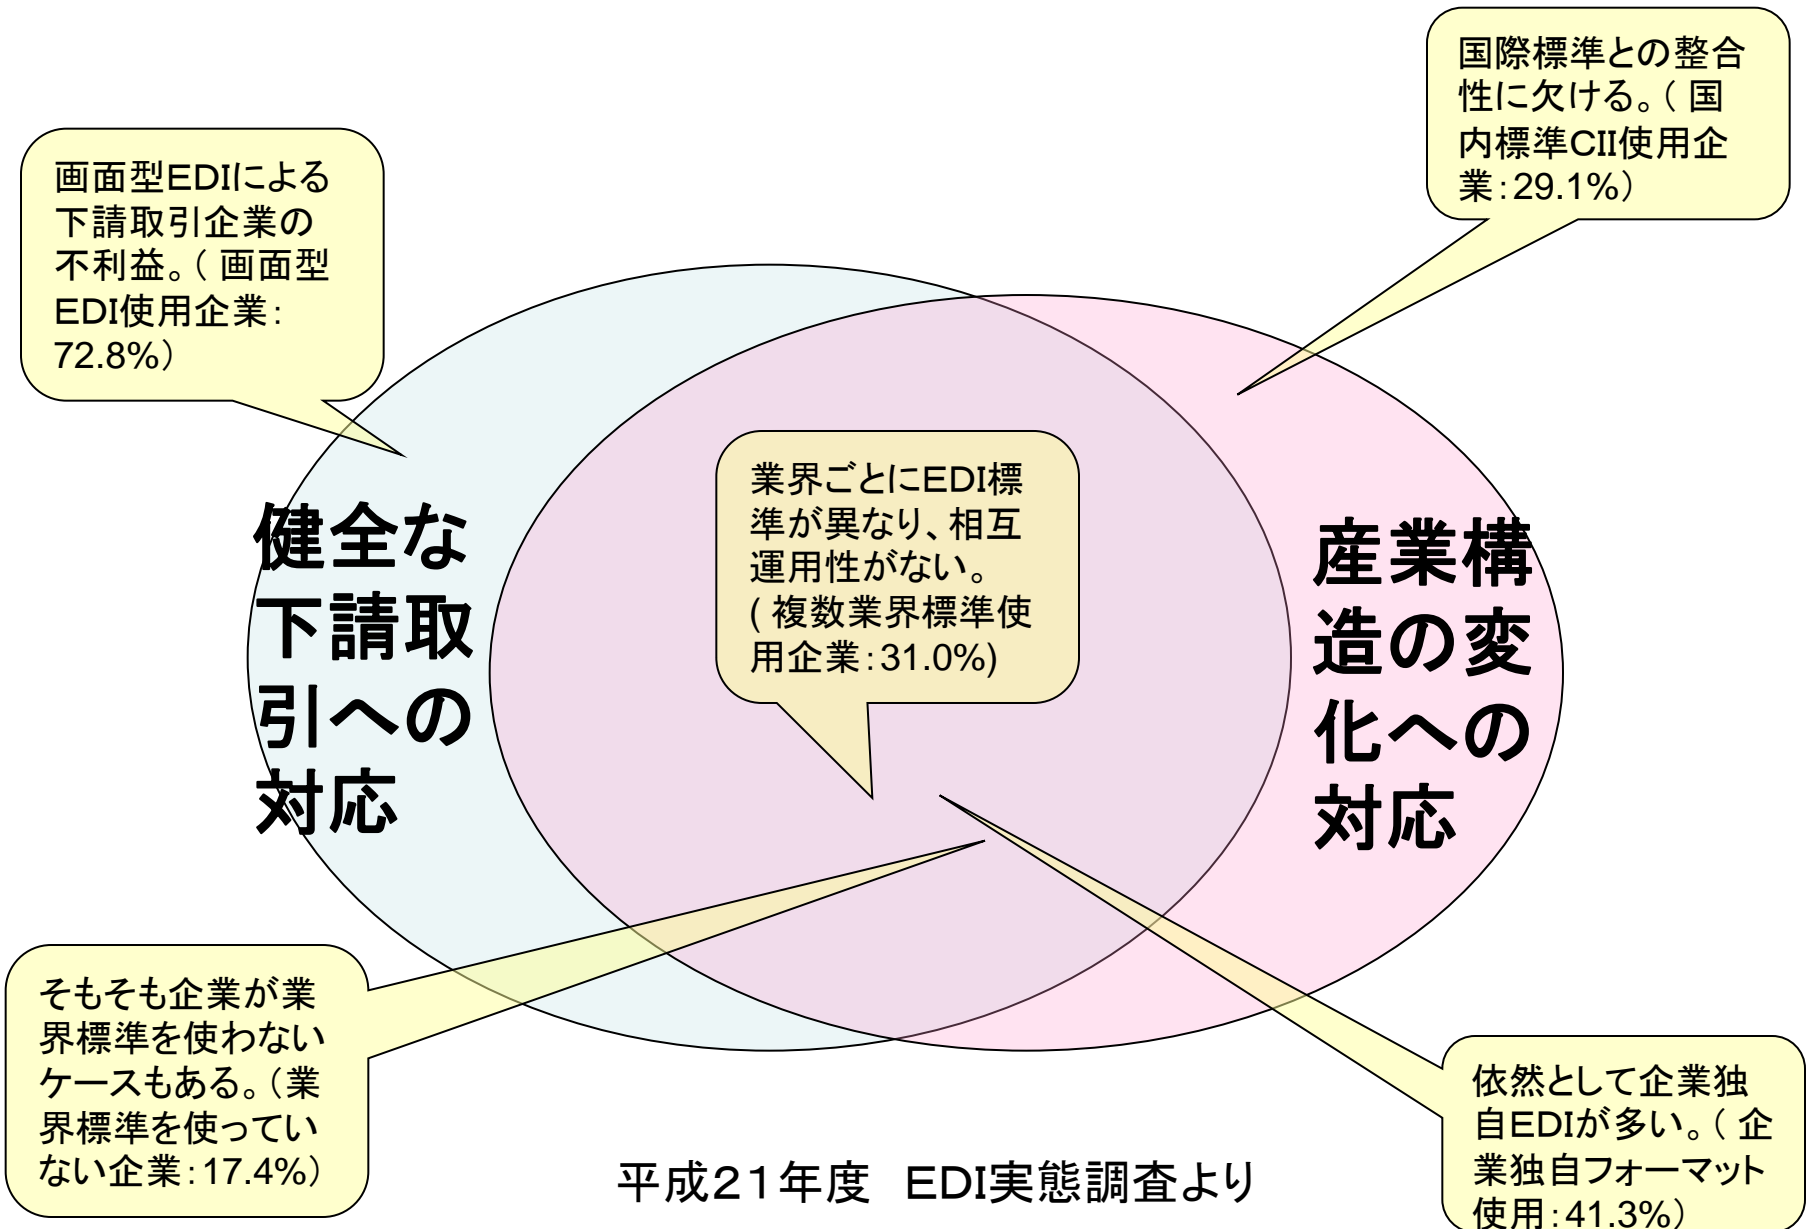 国際標準との整合
性に欠ける。( 国
内標準CII使用企
業：29.1%）
画面型EDIによる
下請取引企業の
不利益。( 画面型
EDI使用企業：
72.8%）
業界ごとにEDI標
準が異なり、相互
運用性がない。
( 複数業界標準使
用企業：31.0%)
健全な
下請取
引への
対応
産業構
造の変
化への
対応
そもそも企業が業
界標準を使わない
ケースもある。（業
界標準を使ってい
ない企業：17.4%）
依然として企業独
自EDIが多い。( 企
業独自フォーマット
使用：41.3%）
平成２１年度　EDI実態調査より